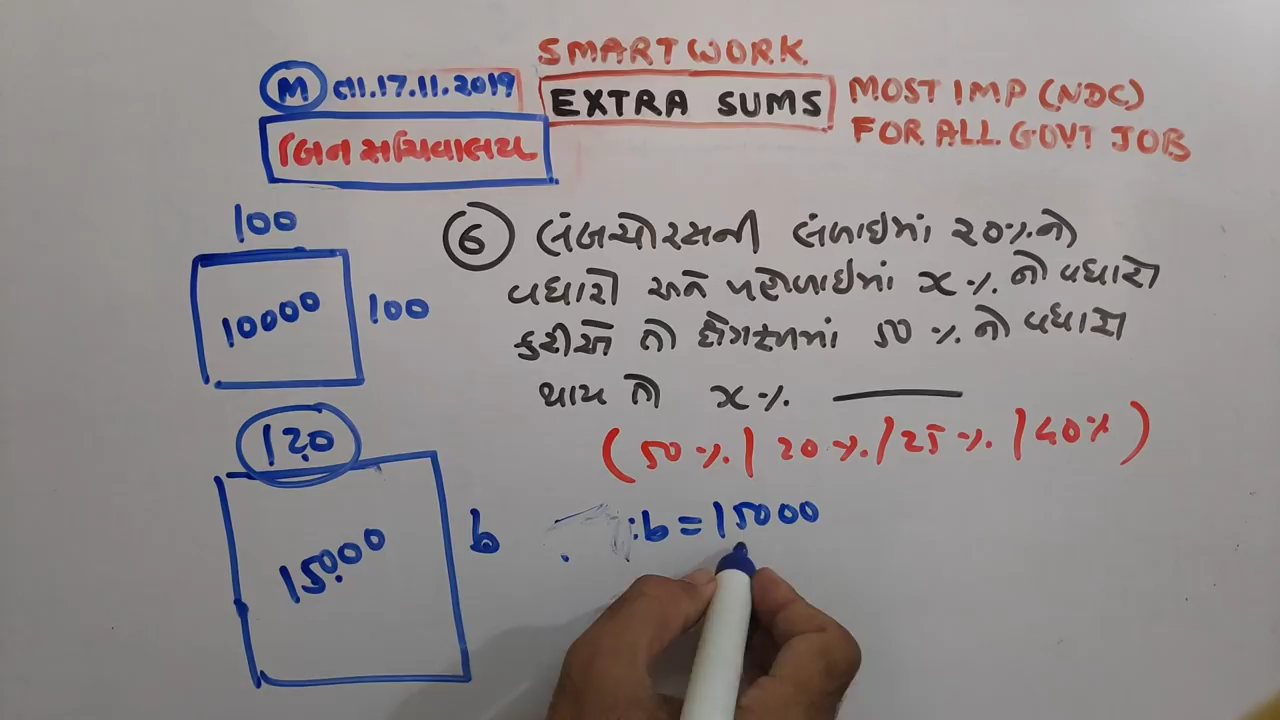 SMART WORK
M તા.17.11.2019
EXTRA SUMS
MOST IMP (NDC)
FOR ALL GOVT JOB
બિન સચિવાલય
100
10000
100
120
15000
b
6 લંબચોરસની લંબાઇમાં 20%નો
વધારો અને પહોળાઇમાં x % નો વધારો
કરીએ તો ક્ષેત્રફળમાં 50 % નો વધારો
થાય તો x %
( 50 % | 20 % | 25 % | 40% )
b = 15000